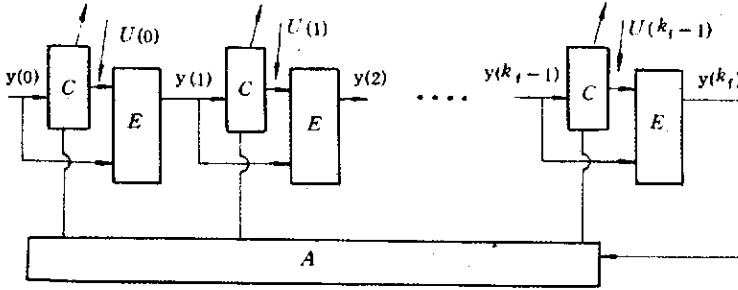 U(0)
U(1)
U(k_f-1)
y(0)
C
E
y(1)
C
E
y(2)
....
y(k_f-1)
C
E
y(k_f)
A